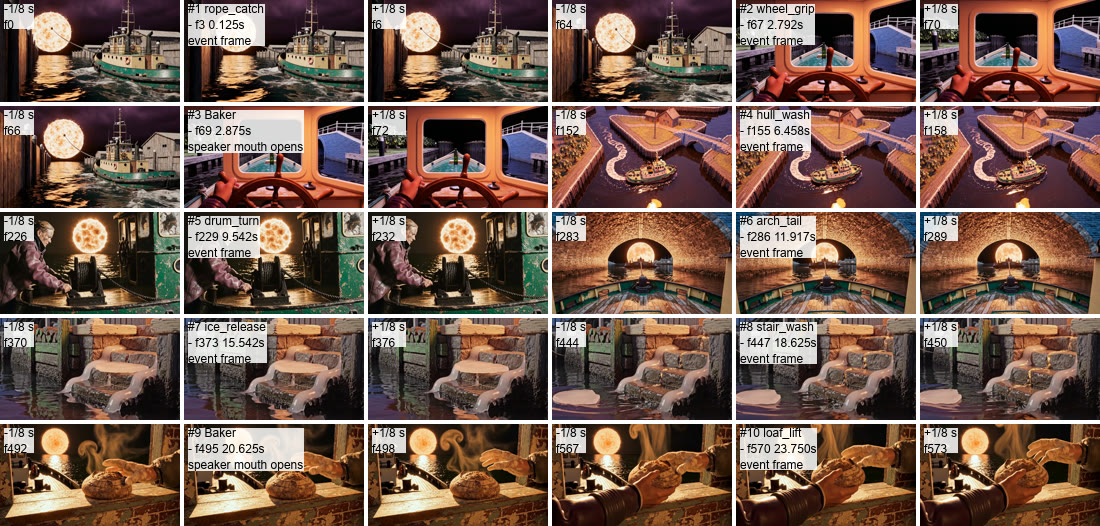 -1/8 s
f0
#1 rope_catch
- f3 0.125s
event frame
+1/8 s
f6
-1/8 s
f64
#2 wheel_grip
- f67 2.792s
event frame
+1/8 s
f70
-1/8 s
f66
#3 Baker
- f69 2.875s
speaker mouth opens
+1/8 s
f72
-1/8 s
f152
#4 hull_wash
- f155 6.458s
event frame
+1/8 s
f158
-1/8 s
f226
#5 drum_turn
- f229 9.542s
event frame
+1/8 s
f232
-1/8 s
f283
#6 arch_tail
- f286 11.917s
event frame
+1/8 s
f289
-1/8 s
f370
#7 ice_release
- f373 15.542s
event frame
+1/8 s
f376
-1/8 s
f444
#8 stair_wash
- f447 18.625s
event frame
+1/8 s
f450
-1/8 s
f492
#9 Baker
- f495 20.625s
speaker mouth opens
+1/8 s
f498
-1/8 s
f567
#10 loaf_lift
- f570 23.750s
event frame
+1/8 s
f573